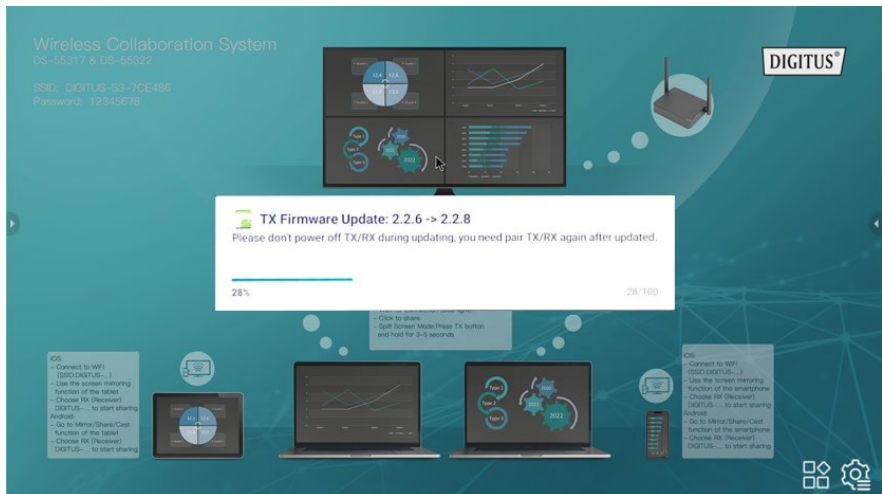 Wireless Collaboration System
DS-55317 & DS-55322
SSID: DIGITUS-S3-7CE486
Password: 12345678
DIGITUS®
TX Firmware Update: 2.2.6 -> 2.2.8
Please don't power off TX/RX during updating, you need pair TX/RX again after updated.
28%
28/100
- Click to share
- Split Screen Mode:Press TX button
and hold for 3-5 seconds
iOS:
- Connect to WIFI
(SSID:DIGITUS-...)
- Use the screen mirroring
function of the tablet
- Choose RX (Receiver)
DIGITUS-... to start sharing
Android:
- Go to Mirror/Share/Cast
function of the tablet
- Choose RX (Receiver)
DIGITUS-... to start sharing
Type 1
Type 2
Type 3
2022
iOS:
- Connect to WIFI
(SSID:DIGITUS-...)
- Use the screen mirroring
function of the smartphone
- Choose RX (Receiver)
DIGITUS-... to start sharing
Android:
- Go to Mirror/Share/Cast
function of the smartphone
- Choose RX (Receiver)
DIGITUS-... to start sharing